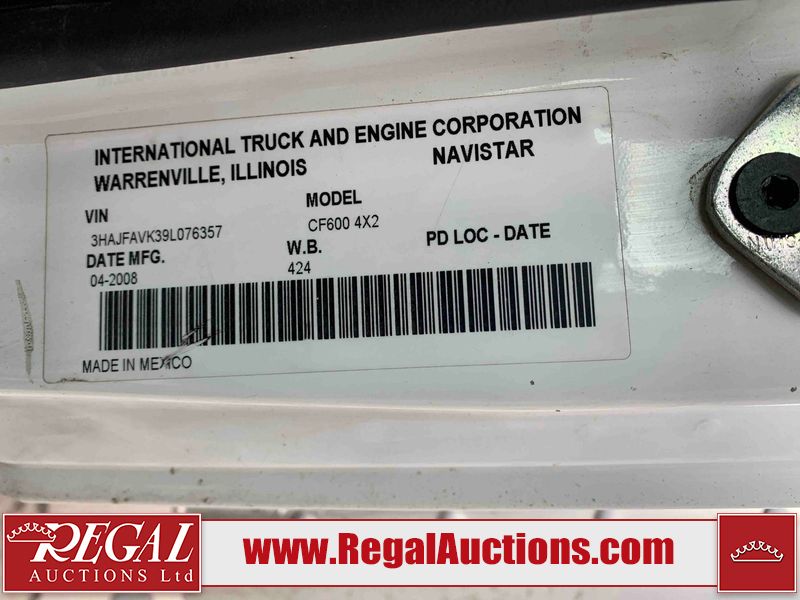 INTERNATIONAL TRUCK AND ENGINE CORPORATION
WARRENVILLE, ILLINOIS NAVISTAR
VIN MODEL
3HAJFAVK39L076357 CF600 4X2
DATE MFG. W.B. PD LOC - DATE
04-2008 424
MADE IN MEXICO
REGAL
AUCTIONS Ltd
www.RegalAuctions.com